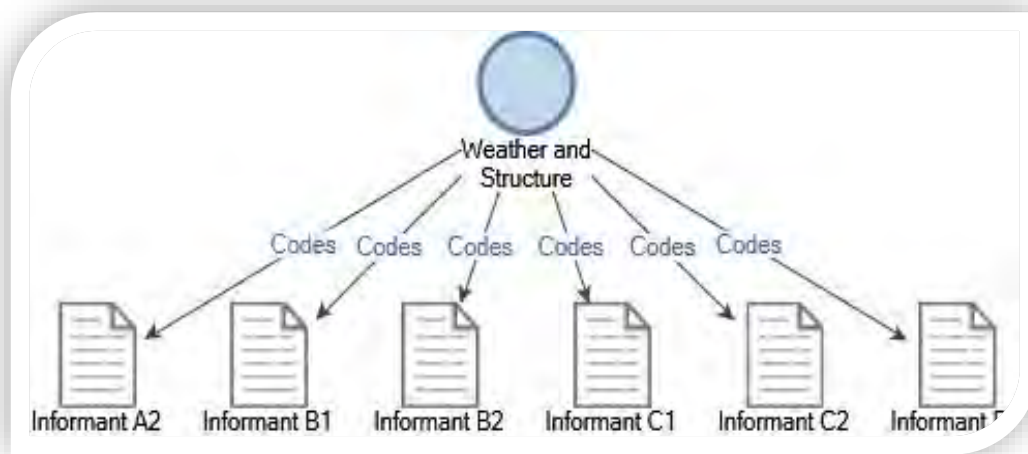 Weather and
Structure
Codes Codes Codes Codes Codes Codes
Informant A2 Informant B1 Informant B2 Informant C1 Informant C2 Informant